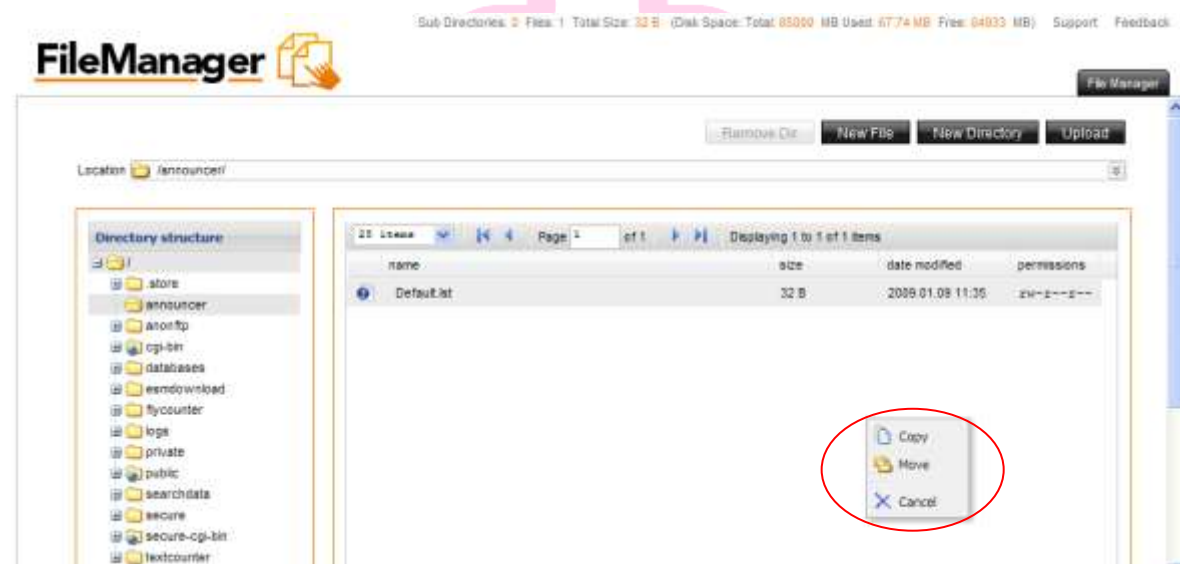 Sub Directories: 0 Files: 1 Total Size: 32 B (Disk Space: Total: 85000 MB Used: 67.74 MB Free: 84933 MB) Support Feedback
FileManager
File Manager
Remove Dir New File New Directory Upload
Location /announcer/
Directory structure
25 items Page 1 of 1 Displaying 1 to 1 of 1 items
/
name size date modified permissions
.store
Default.lst 32 B 2009.01.09 11:35 rw-r--r--
announcer
anonftp
cgi-bin
databases
esmdownload
flycounter
logs
Copy
private
Move
public
searchdata
Cancel
secure
secure-cgi-bin
textcounter